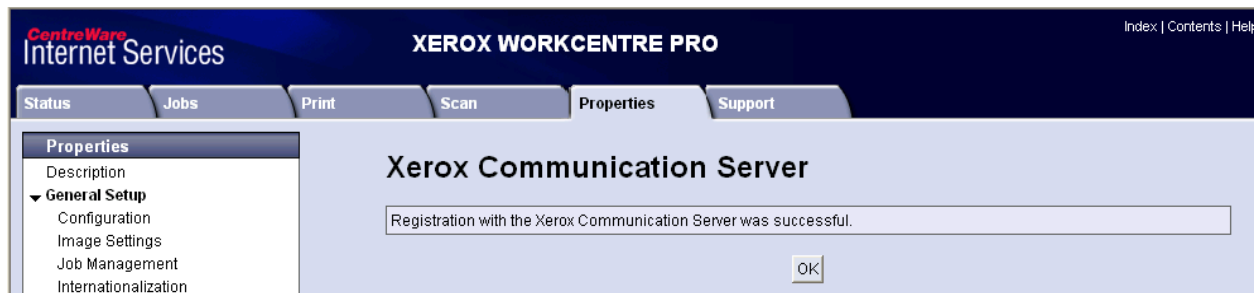 CentreWare
Internet Services
XEROX WORKCENTRE PRO
Index | Contents | Help
Status Jobs Print Scan Properties Support
Properties
Description
General Setup
Configuration
Image Settings
Job Management
Internationalization
Xerox Communication Server
Registration with the Xerox Communication Server was successful.
OK